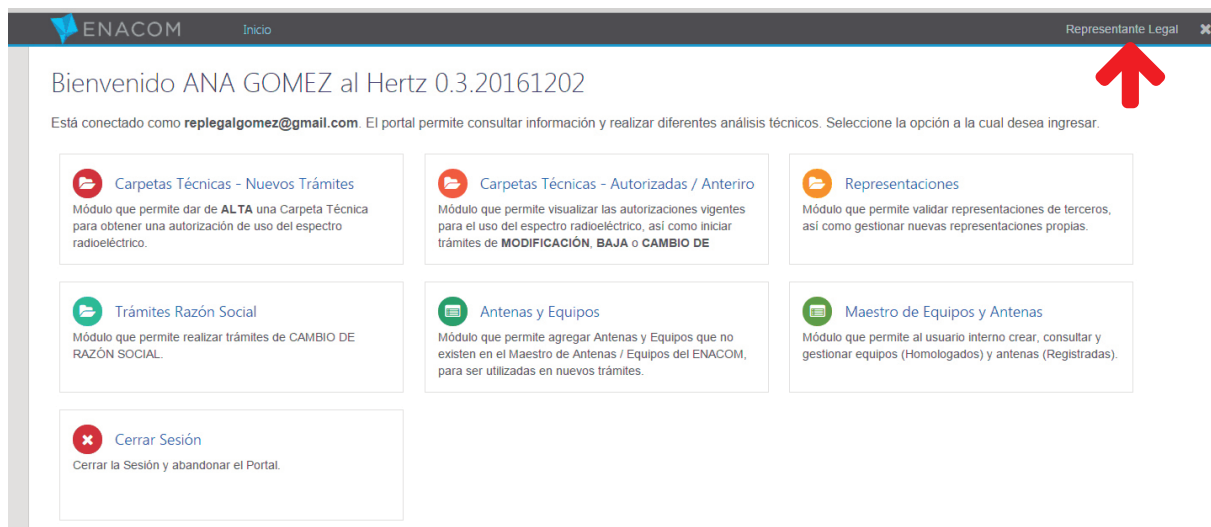 ENACOM Inicio Representante Legal
Bienvenido ANA GOMEZ al Hertz 0.3.20161202
Está conectado como replegalgomez@gmail.com. El portal permite consultar información y realizar diferentes análisis técnicos. Seleccione la opción a la cual desea ingresar.
Carpetas Técnicas - Nuevos Trámites
Módulo que permite dar de ALTA una Carpeta Técnica
para obtener una autorización de uso del espectro
radioeléctrico.
Carpetas Técnicas - Autorizadas / Anteriro
Módulo que permite visualizar las autorizaciones vigentes
para el uso del espectro radioeléctrico, así como iniciar
trámites de MODIFICACIÓN, BAJA o CAMBIO DE
Representaciones
Módulo que permite validar representaciones de terceros,
así como gestionar nuevas representaciones propias.
Trámites Razón Social
Módulo que permite realizar trámites de CAMBIO DE
RAZÓN SOCIAL.
Antenas y Equipos
Módulo que permite agregar Antenas y Equipos que no
existen en el Maestro de Antenas / Equipos del ENACOM,
para ser utilizadas en nuevos trámites.
Maestro de Equipos y Antenas
Módulo que permite al usuario interno crear, consultar y
gestionar equipos (Homologados) y antenas (Registradas).
Cerrar Sesión
Cerrar la Sesión y abandonar el Portal.